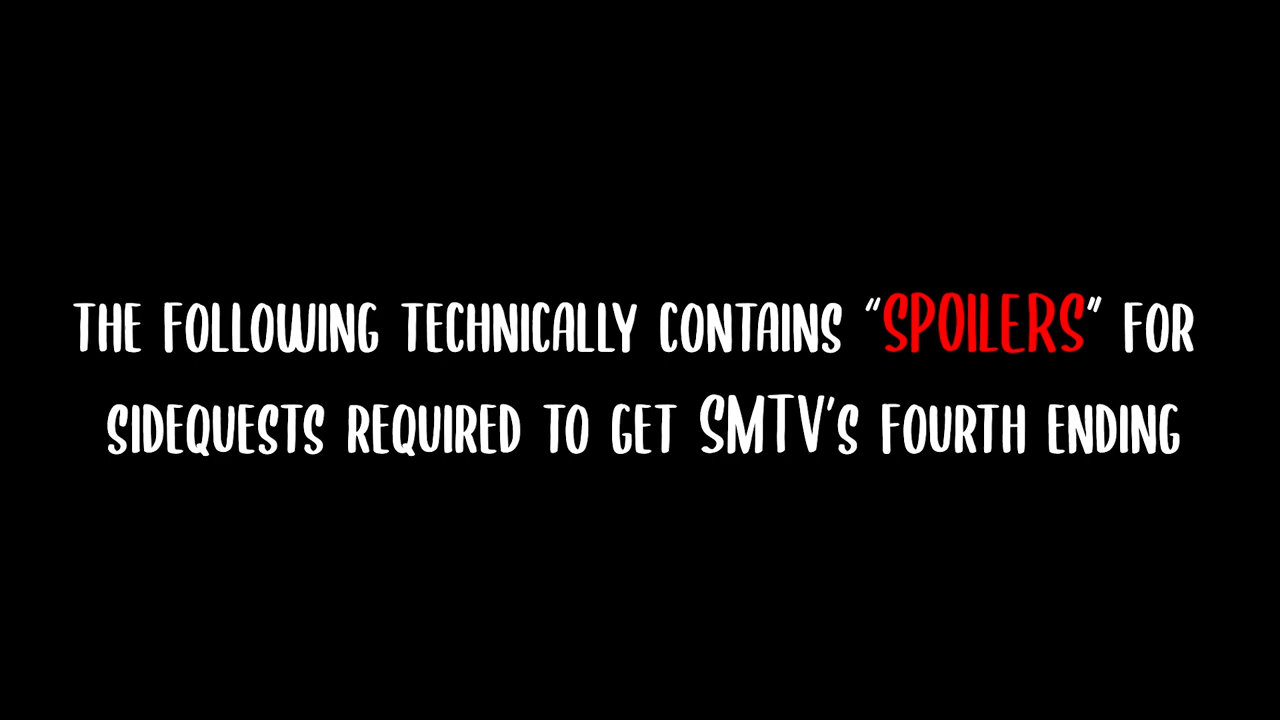 THE FOLLOWING TECHNICALLY CONTAINS "SPOILERS" FOR
SIDEQUESTS REQUIRED TO GET SMTV'S FOURTH ENDING